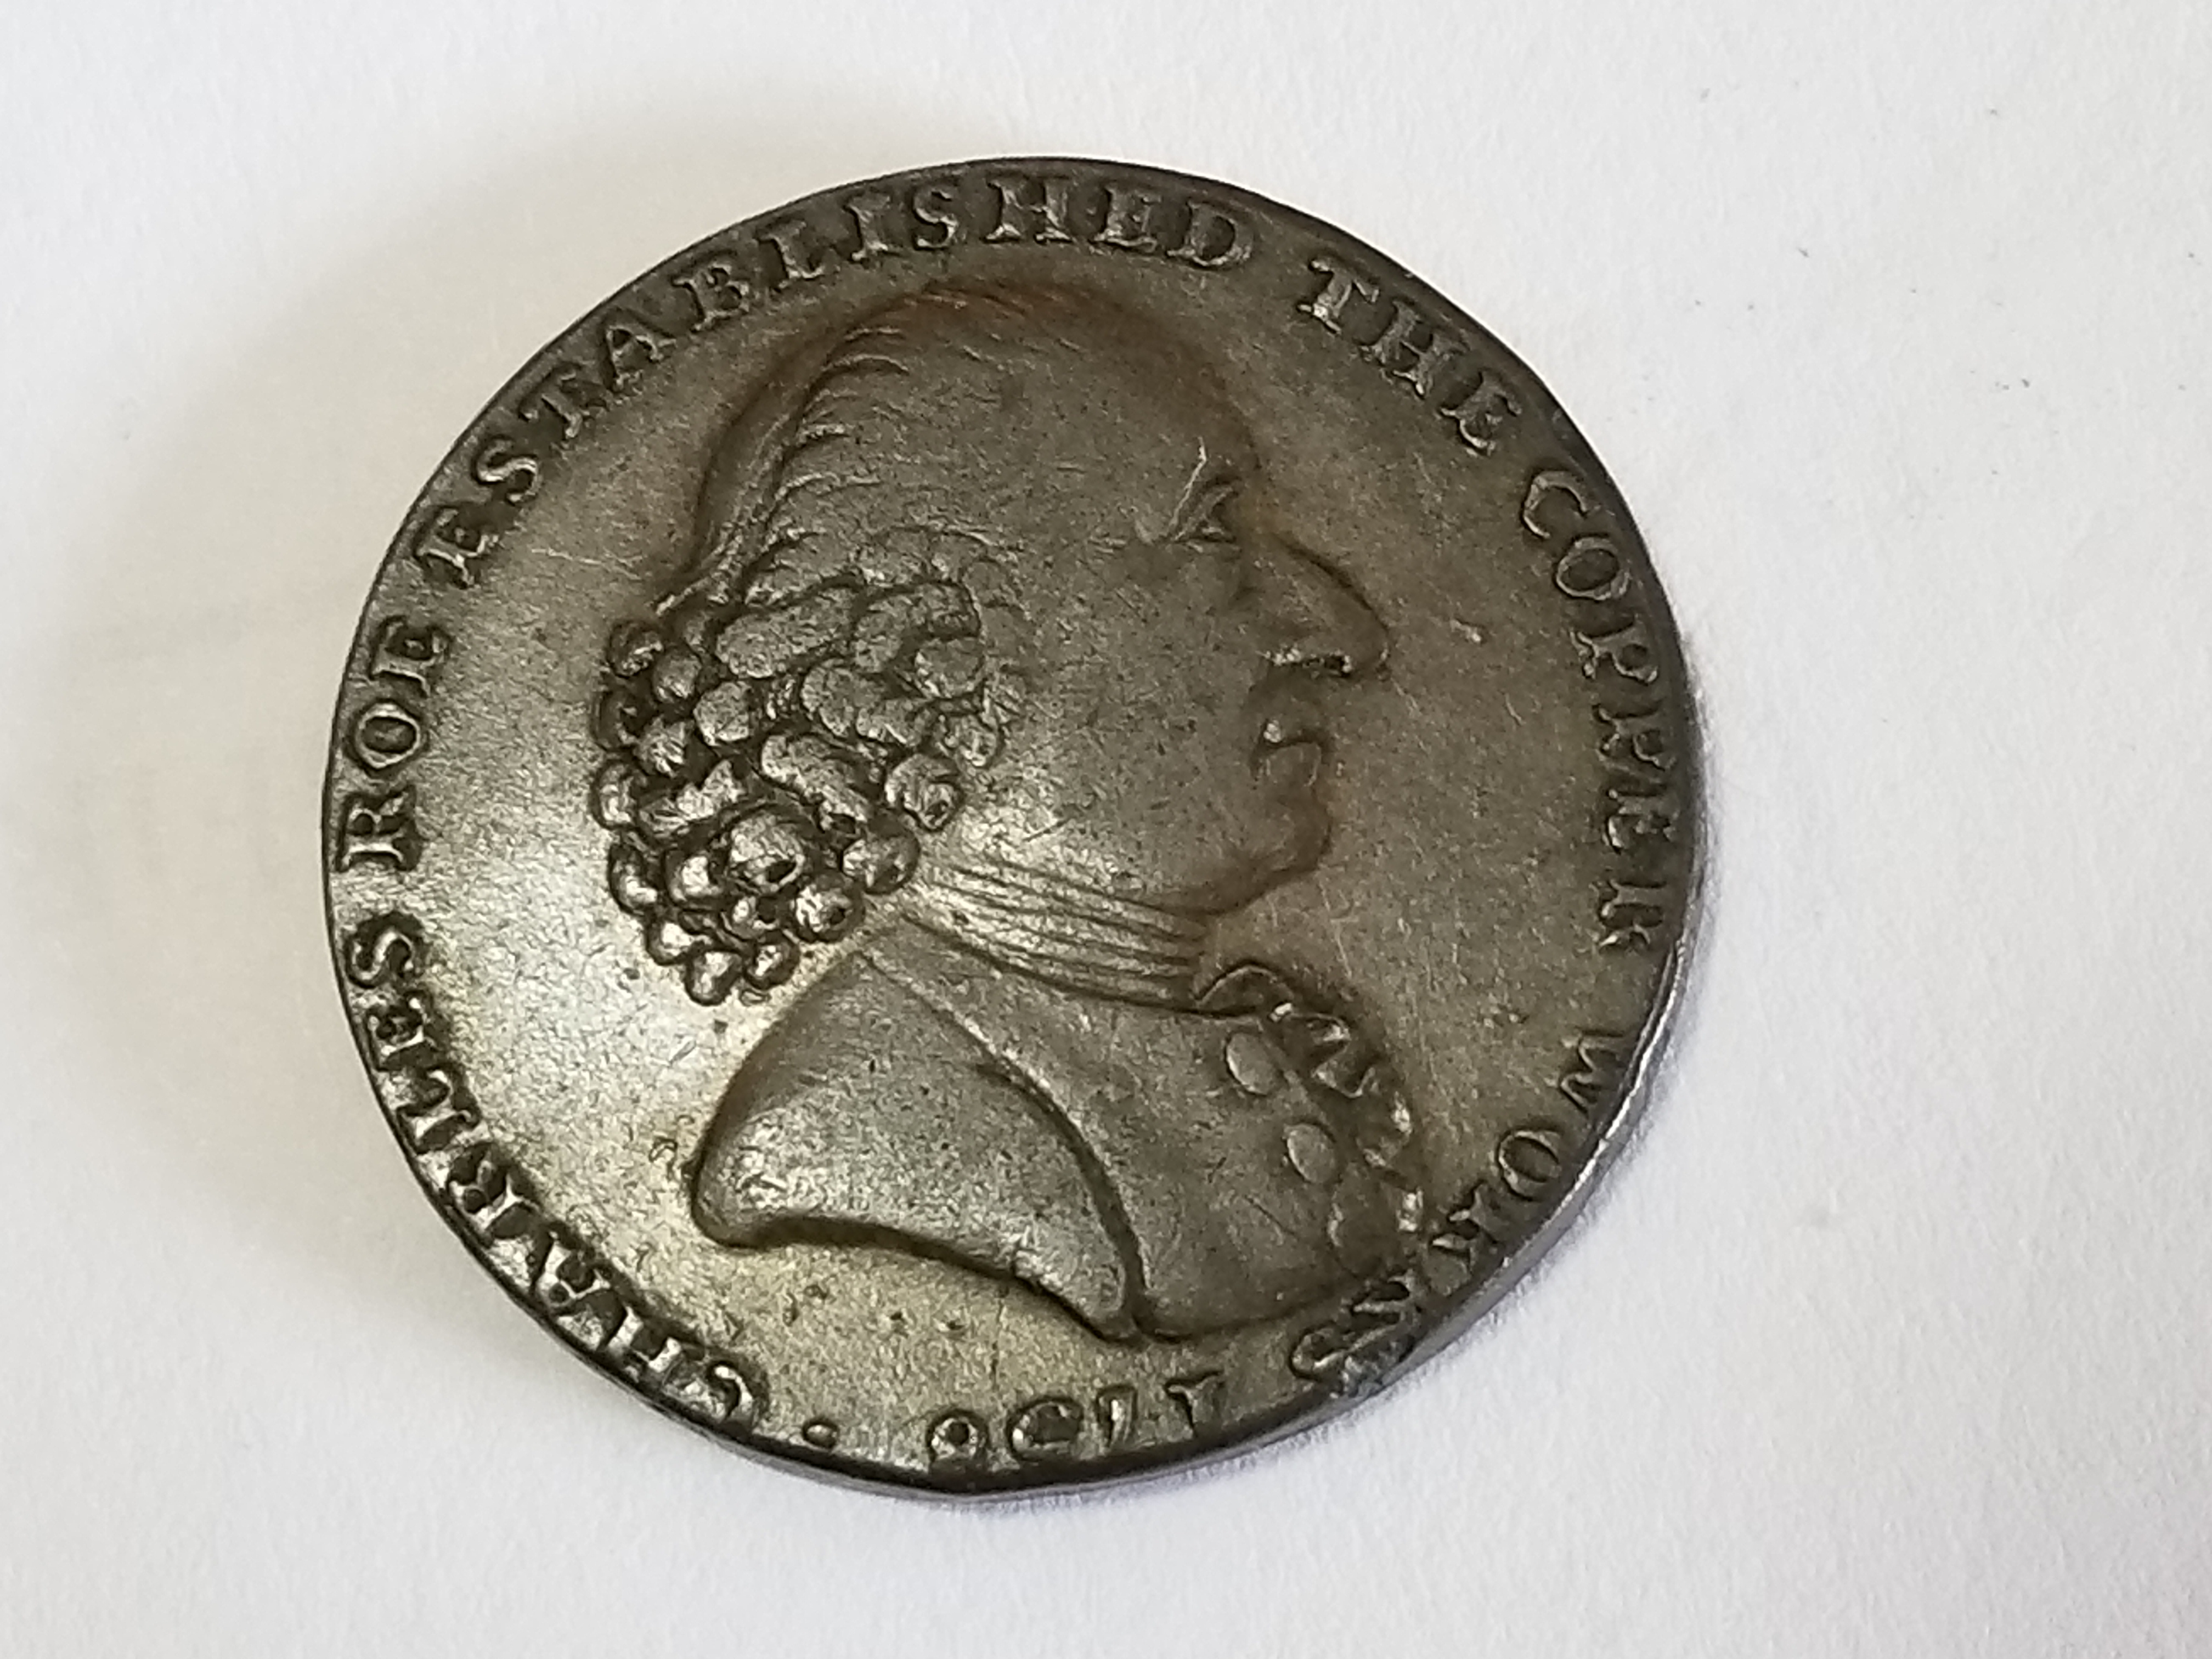 CHARLES ROE ESTABLISHED THE COPPER WORKS 1758 ·